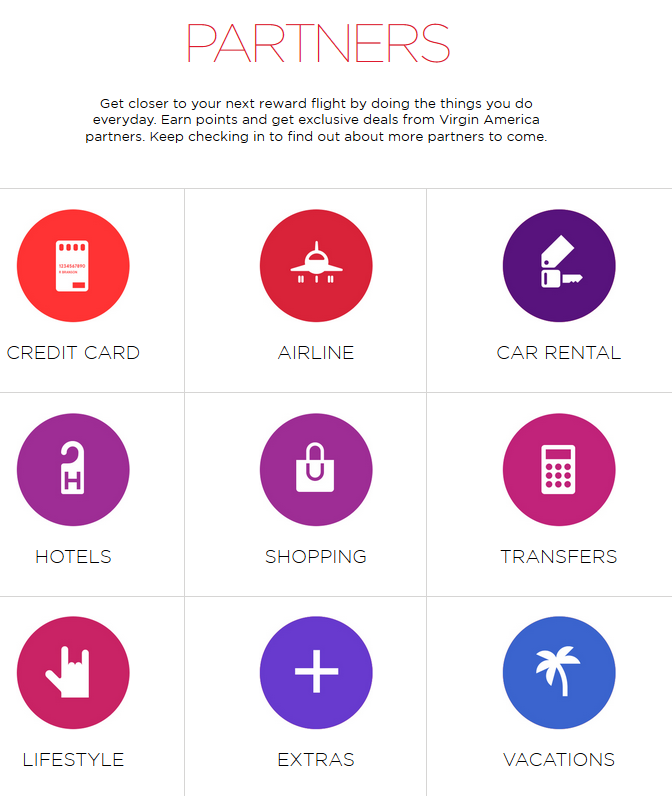 PARTNERS
Get closer to your next reward flight by doing the things you do
everyday. Earn points and get exclusive deals from Virgin America
partners. Keep checking in to find out about more partners to come.
1234567890
CREDIT CARD
AIRLINE
CAR RENTAL
H
HOTELS
SHOPPING
TRANSFERS
LIFESTYLE
EXTRAS
VACATIONS